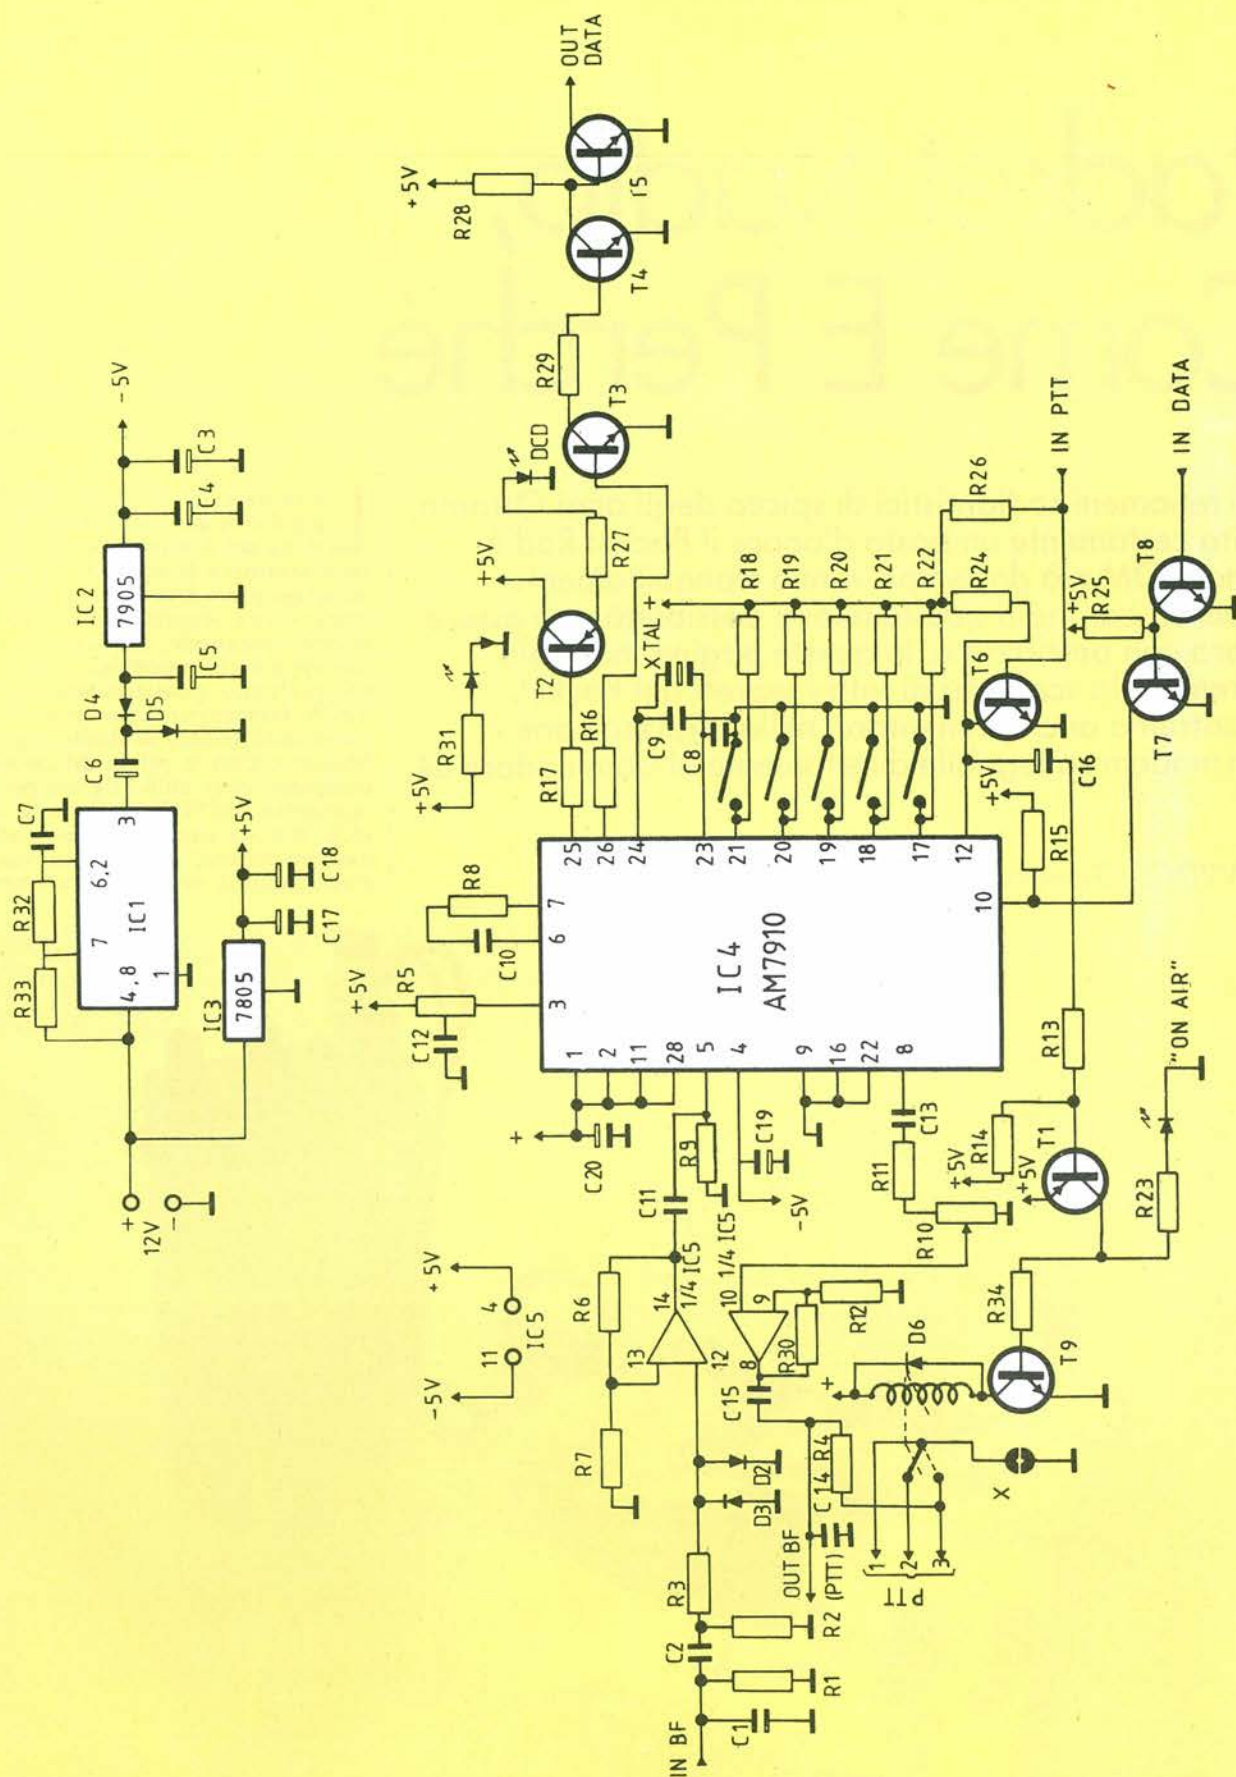 OUT
DATA
+5V
R28
T5
T4
R29
T3
DCD
-5V
C3
C4
IC2
7905
C5
D4
D5
C6
C7
3
6,2
7
4,8
1
IC1
R32
R33
+5V
C18
C17
IC3
7805
+
12V
-
+5V
R27
T2
R31
+5V
R17
R16
C9
XTAL
C8
+
R18
R19
R20
R21
R22
R24
R26
IN PTT
IN DATA
T8
+5V
R25
T7
T6
C16
+5V
R15
R8
C10
+5V
R5
C12
25
26
24
23
21
20
19
18
17
12
10
7
6
3
IC4
AM7910
1
2
11
28
5
4
9
16
22
8
+
C20
R9
C19
-5V
C13
R11
R10
C11
R13
R14
+5V
T1
+5V
R23
"ON AIR"
+5V
4
11
IC5
-5V
R6
R7
13
14
12
1/4 IC5
10
1/4 IC5
9
8
R12
R30
C15
R4
C14
D6
+
R34
T9
X
PTT
1
2
3
D2
D3
OUT BF
(PTT)
R3
R2
C2
R1
C1
IN BF